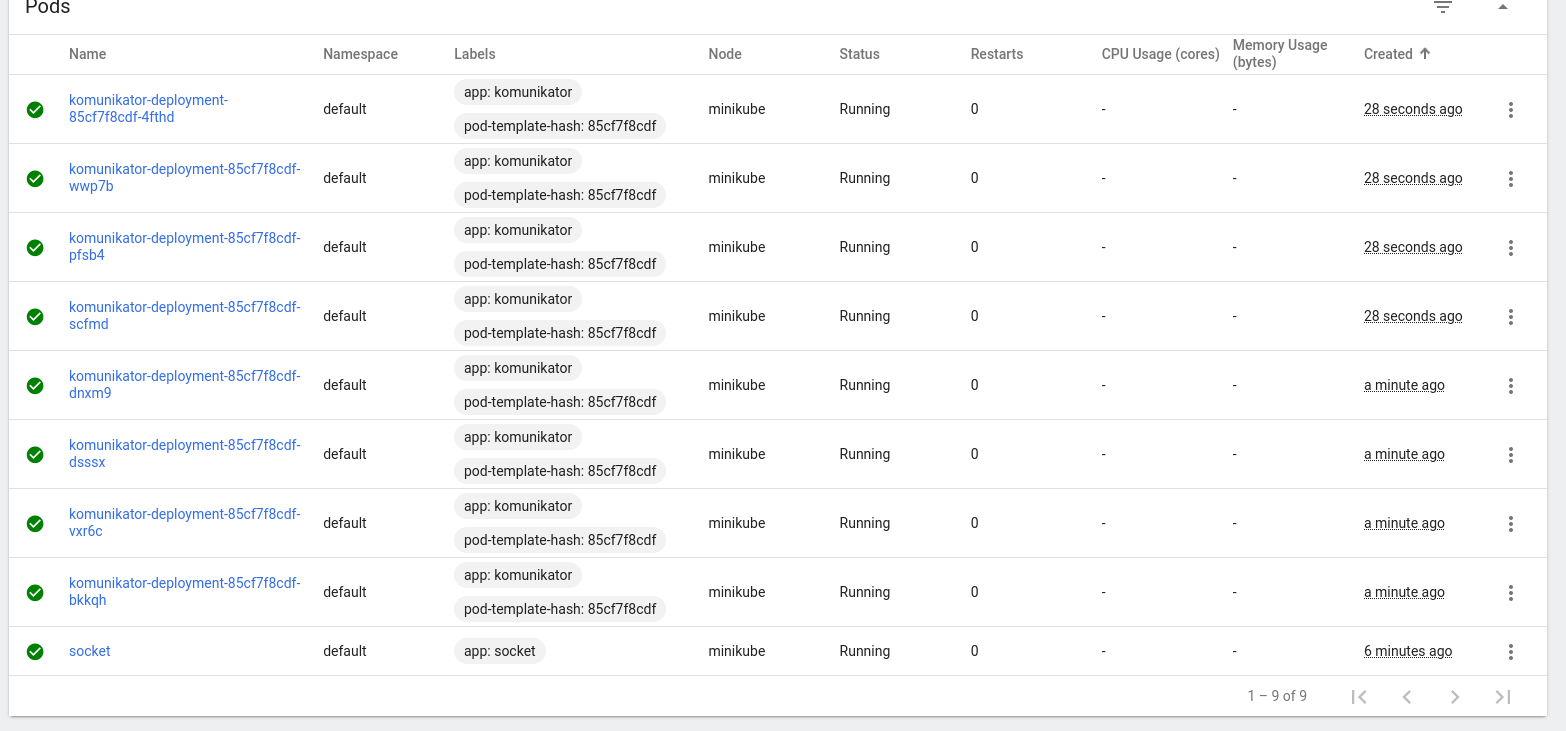 Pods
Name Namespace Labels Node Status Restarts CPU Usage (cores) Memory Usage (bytes) Created
komunikator-deployment-
85cf7f8cdf-4fthd
default
app: komunikator
pod-template-hash: 85cf7f8cdf
minikube Running 0 - - 28 seconds ago
komunikator-deployment-85cf7f8cdf-
wwp7b
default
app: komunikator
pod-template-hash: 85cf7f8cdf
minikube Running 0 - - 28 seconds ago
komunikator-deployment-85cf7f8cdf-
pfsb4
default
app: komunikator
pod-template-hash: 85cf7f8cdf
minikube Running 0 - - 28 seconds ago
komunikator-deployment-85cf7f8cdf-
scfmd
default
app: komunikator
pod-template-hash: 85cf7f8cdf
minikube Running 0 - - 28 seconds ago
komunikator-deployment-85cf7f8cdf-
dnxm9
default
app: komunikator
pod-template-hash: 85cf7f8cdf
minikube Running 0 - - a minute ago
komunikator-deployment-85cf7f8cdf-
dsssx
default
app: komunikator
pod-template-hash: 85cf7f8cdf
minikube Running 0 - - a minute ago
komunikator-deployment-85cf7f8cdf-
vxr6c
default
app: komunikator
pod-template-hash: 85cf7f8cdf
minikube Running 0 - - a minute ago
komunikator-deployment-85cf7f8cdf-
bkkqh
default
app: komunikator
pod-template-hash: 85cf7f8cdf
minikube Running 0 - - a minute ago
socket default app: socket minikube Running 0 - - 6 minutes ago
1 – 9 of 9